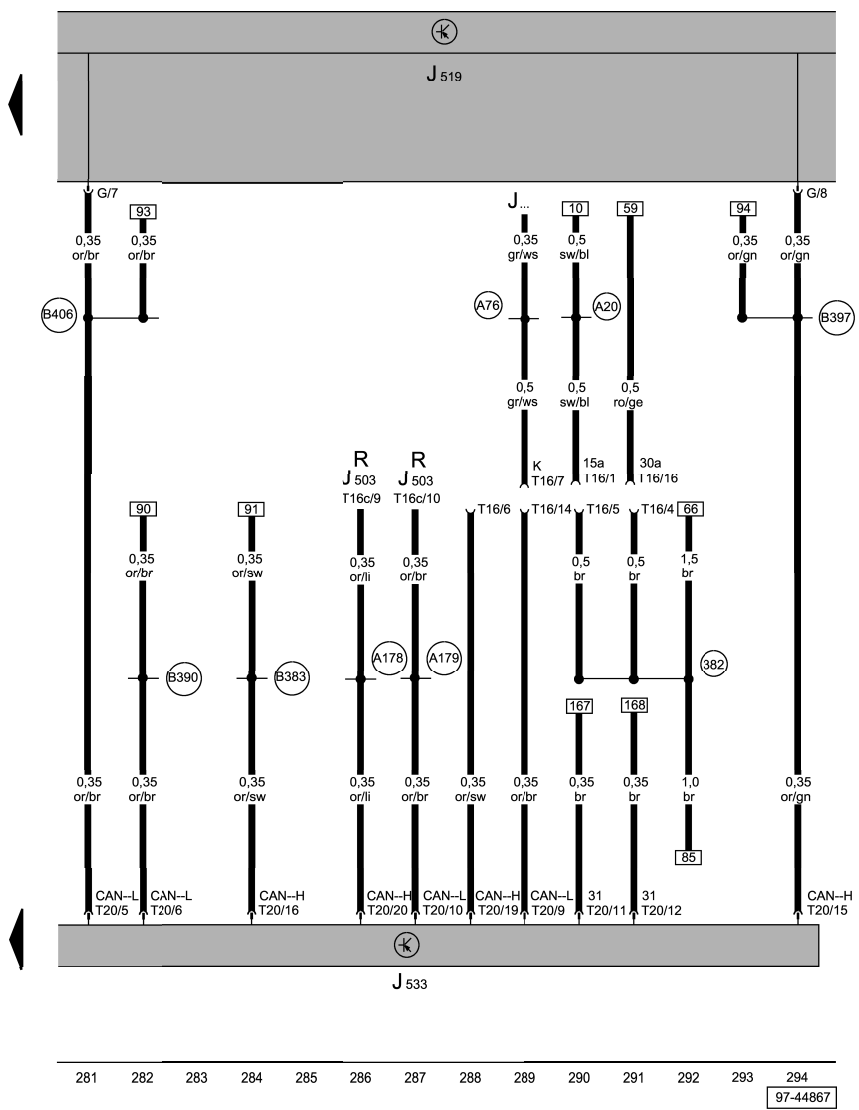 J 519
G/7
G/8
93
J...
10
59
94
0,35
or/br
0,35
or/br
0,35
gr/ws
0,5
sw/bl
0,35
or/gn
0,35
or/gn
B406
A76
A20
B397
0,5
gr/ws
0,5
sw/bl
0,5
ro/ge
R
J 503
T16c/9
R
J 503
T16c/10
K
T16/7
15a
T16/1
30a
T16/16
90
91
T16/6
T16/14
T16/5
T16/4
66
0,35
or/br
0,35
or/sw
0,35
or/li
0,35
or/br
0,5
br
0,5
br
1,5
br
B390
B383
A178
A179
382
167
168
0,35
or/br
0,35
or/br
0,35
or/sw
0,35
or/li
0,35
or/br
0,35
or/sw
0,35
or/br
0,35
br
0,35
br
1,0
br
0,35
or/gn
85
CAN--L
T20/5
CAN--L
T20/6
CAN--H
T20/16
CAN--H
T20/20
CAN--L
T20/10
CAN--H
T20/19
CAN--L
T20/9
31
T20/11
31
T20/12
CAN--H
T20/15
J 533
281 282 283 284 285 286 287 288 289 290 291 292 293 294
97-44867